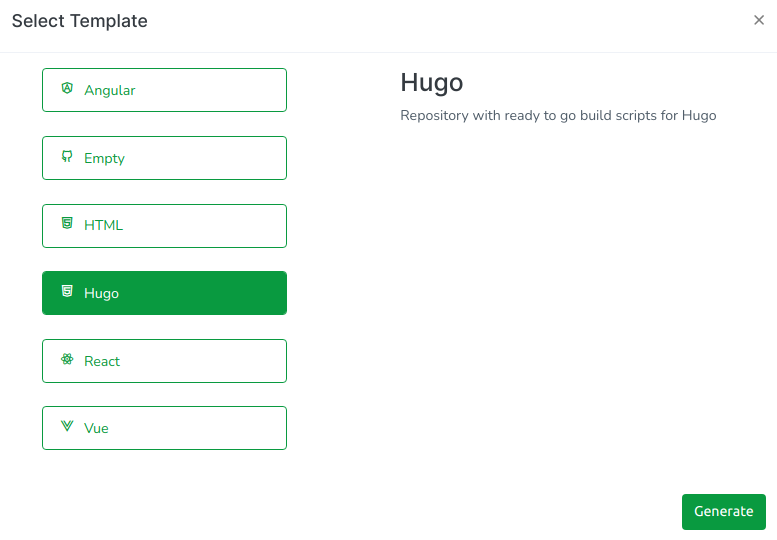 Select Template
Angular
Empty
HTML
Hugo
React
Vue
Hugo
Repository with ready to go build scripts for Hugo
Generate